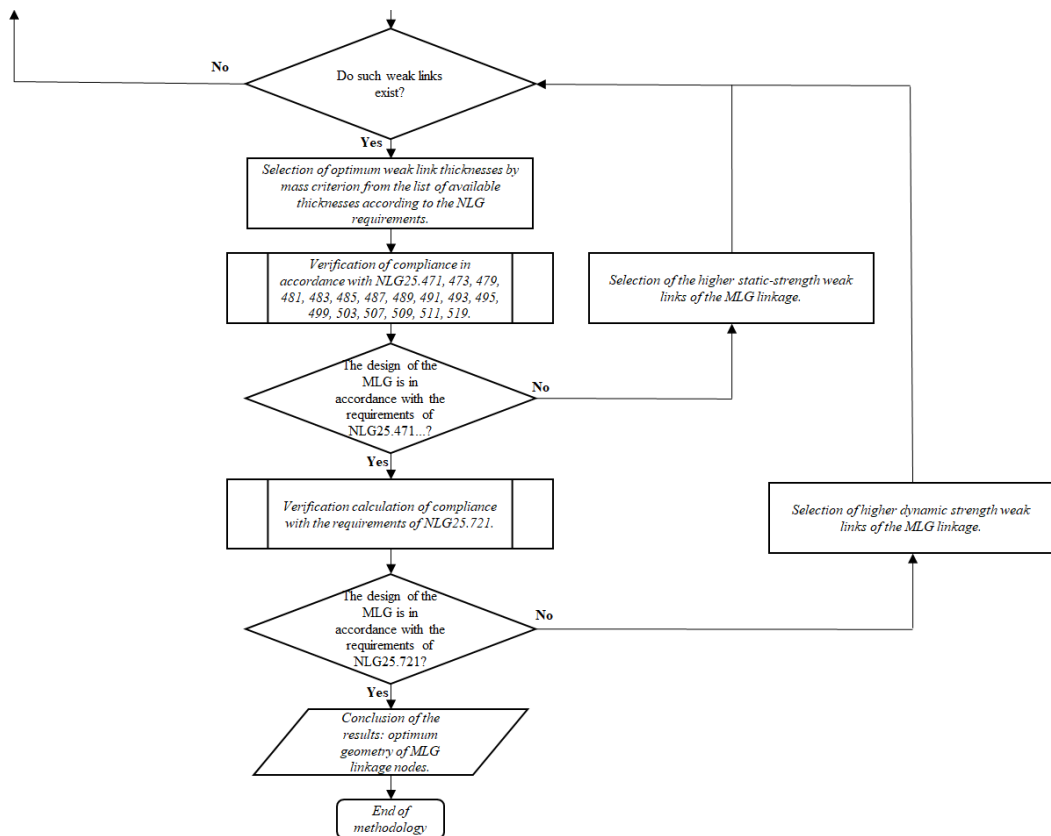 No
Do such weak links
exist?
Yes
Selection of optimum weak link thicknesses by
mass criterion from the list of available
thicknesses according to the NLG
requirements.
Verification of compliance in
accordance with NLG25.471, 473, 479,
481, 483, 485, 487, 489, 491, 493, 495,
499, 503, 507, 509, 511, 519.
Selection of the higher static-strength weak
links of the MLG linkage.
The design of the
MLG is in
accordance with the
requirements of
NLG25.471...?
No
Yes
Verification calculation of compliance
with the requirements of NLG25.721.
Selection of higher dynamic strength weak
links of the MLG linkage.
The design of the
MLG is in
accordance with the
requirements of
NLG25.721?
No
Yes
Conclusion of the
results: optimum
geometry of MLG
linkage nodes.
End of
methodology